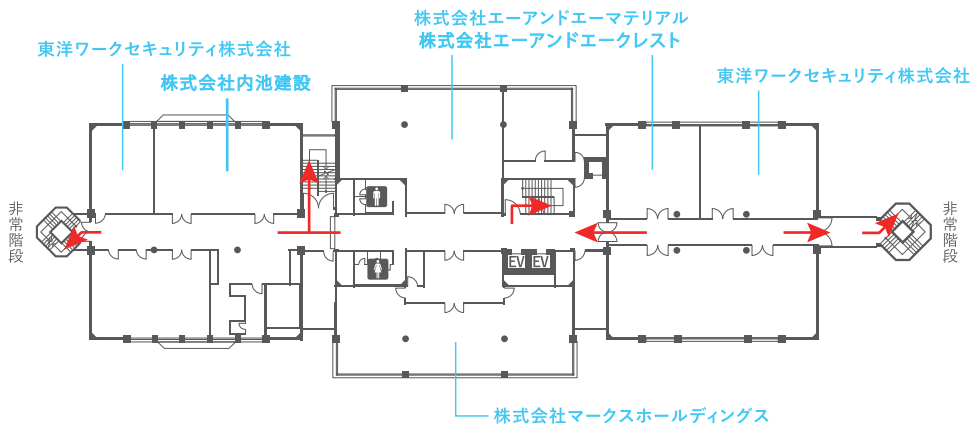 株式会社エーアンドエーマテリアル
株式会社エーアンドエークレスト
東洋ワークセキュリティ株式会社
株式会社内池建設
東洋ワークセキュリティ株式会社
非常階段
非常階段
EV EV
株式会社マークスホールディングス